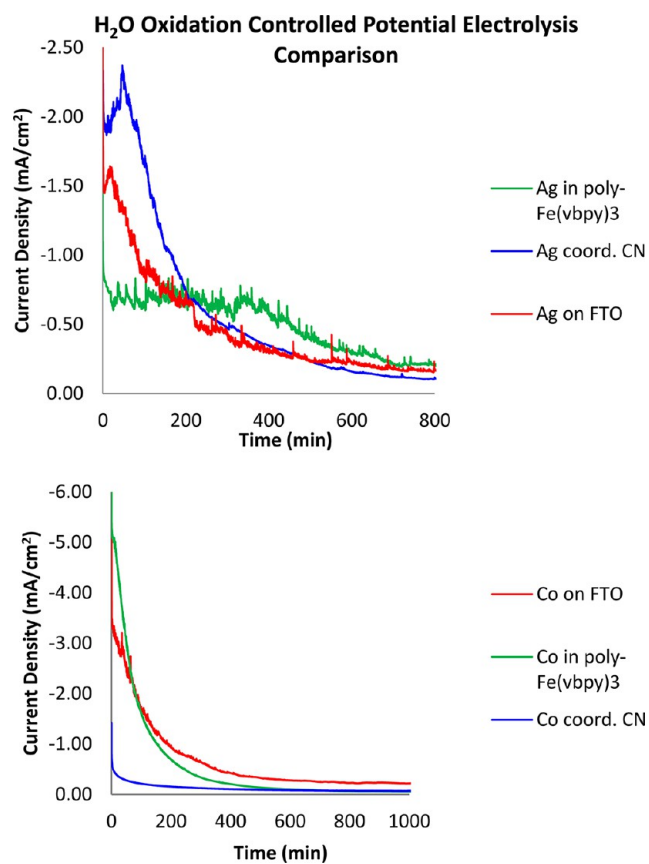 H₂O Oxidation Controlled Potential Electrolysis
Comparison
Current Density (mA/cm²)
-2.50
-2.00
-1.50
-1.00
-0.50
0.00
0 200 400 600 800
Time (min)
Ag in poly-
Fe(vbpy)3
Ag coord. CN
Ag on FTO
Current Density (mA/cm²)
-6.00
-5.00
-4.00
-3.00
-2.00
-1.00
0.00
0 200 400 600 800 1000
Time (min)
Co on FTO
Co in poly-
Fe(vbpy)3
Co coord. CN